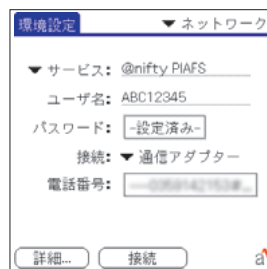 環境設定 ▼ ネットワーク
▼ サービス: @nifty PIAFS
ユーザ名: ABC12345
パスワード: -設定済み-
接続: ▼ 通信アダプター
電話番号:
詳細... 接続